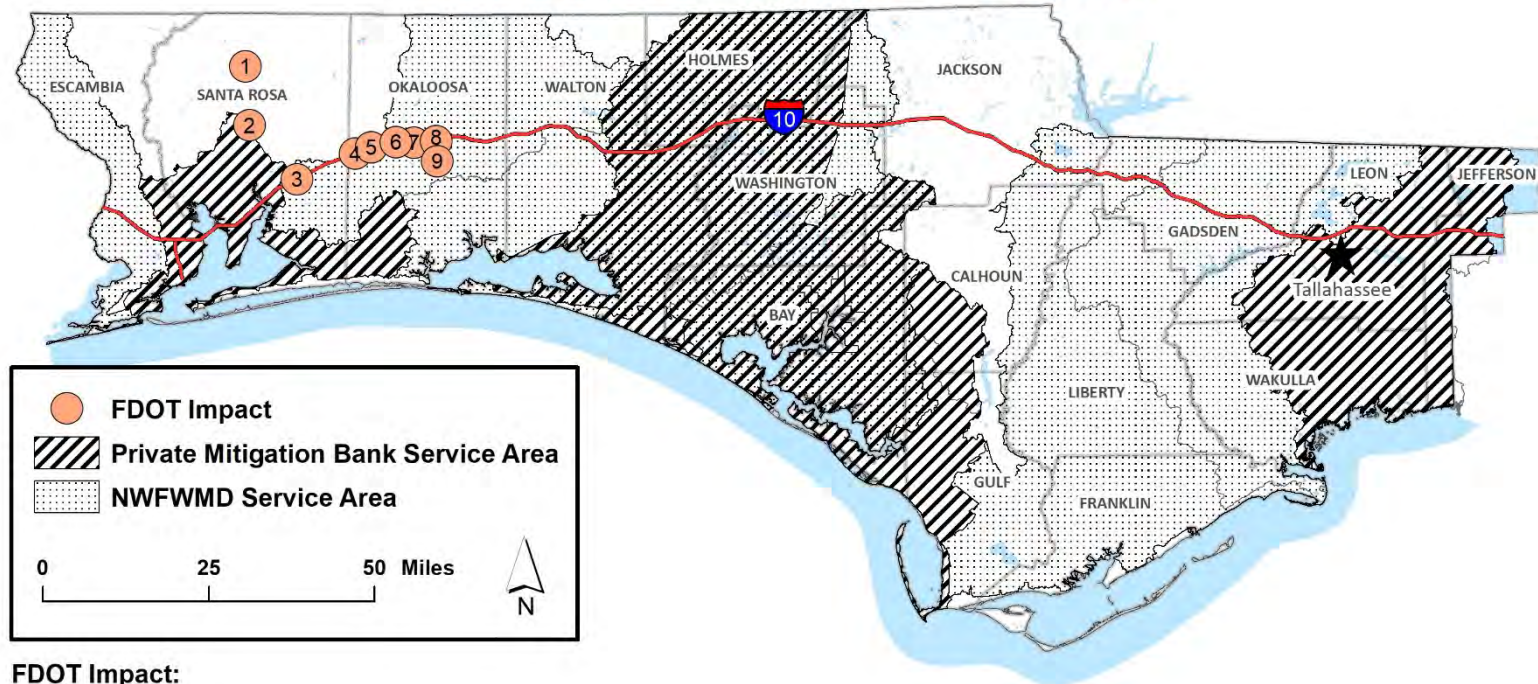 HOLMES
JACKSON
ESCAMBIA
SANTA ROSA
OKALOOSA
WALTON
1
2
3
4
5
6
7
8
9
10
WASHINGTON
LEON
JEFFERSON
GADSDEN
CALHOUN
Tallahassee
BAY
LIBERTY
WAKULLA
GULF
FRANKLIN
FDOT Impact
Private Mitigation Bank Service Area
NWFWMD Service Area
0 25 50 Miles
N
FDOT Impact: